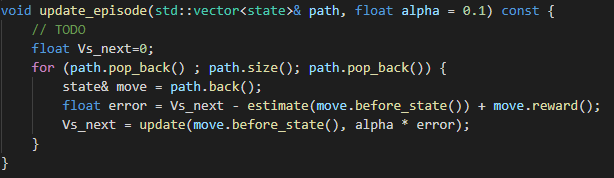 void update_episode(std::vector<state>& path, float alpha = 0.1) const {
// TODO
float Vs_next=0;
for (path.pop_back() ; path.size(); path.pop_back()) {
state& move = path.back();
float error = Vs_next - estimate(move.before_state()) + move.reward();
Vs_next = update(move.before_state(), alpha * error);
}
}